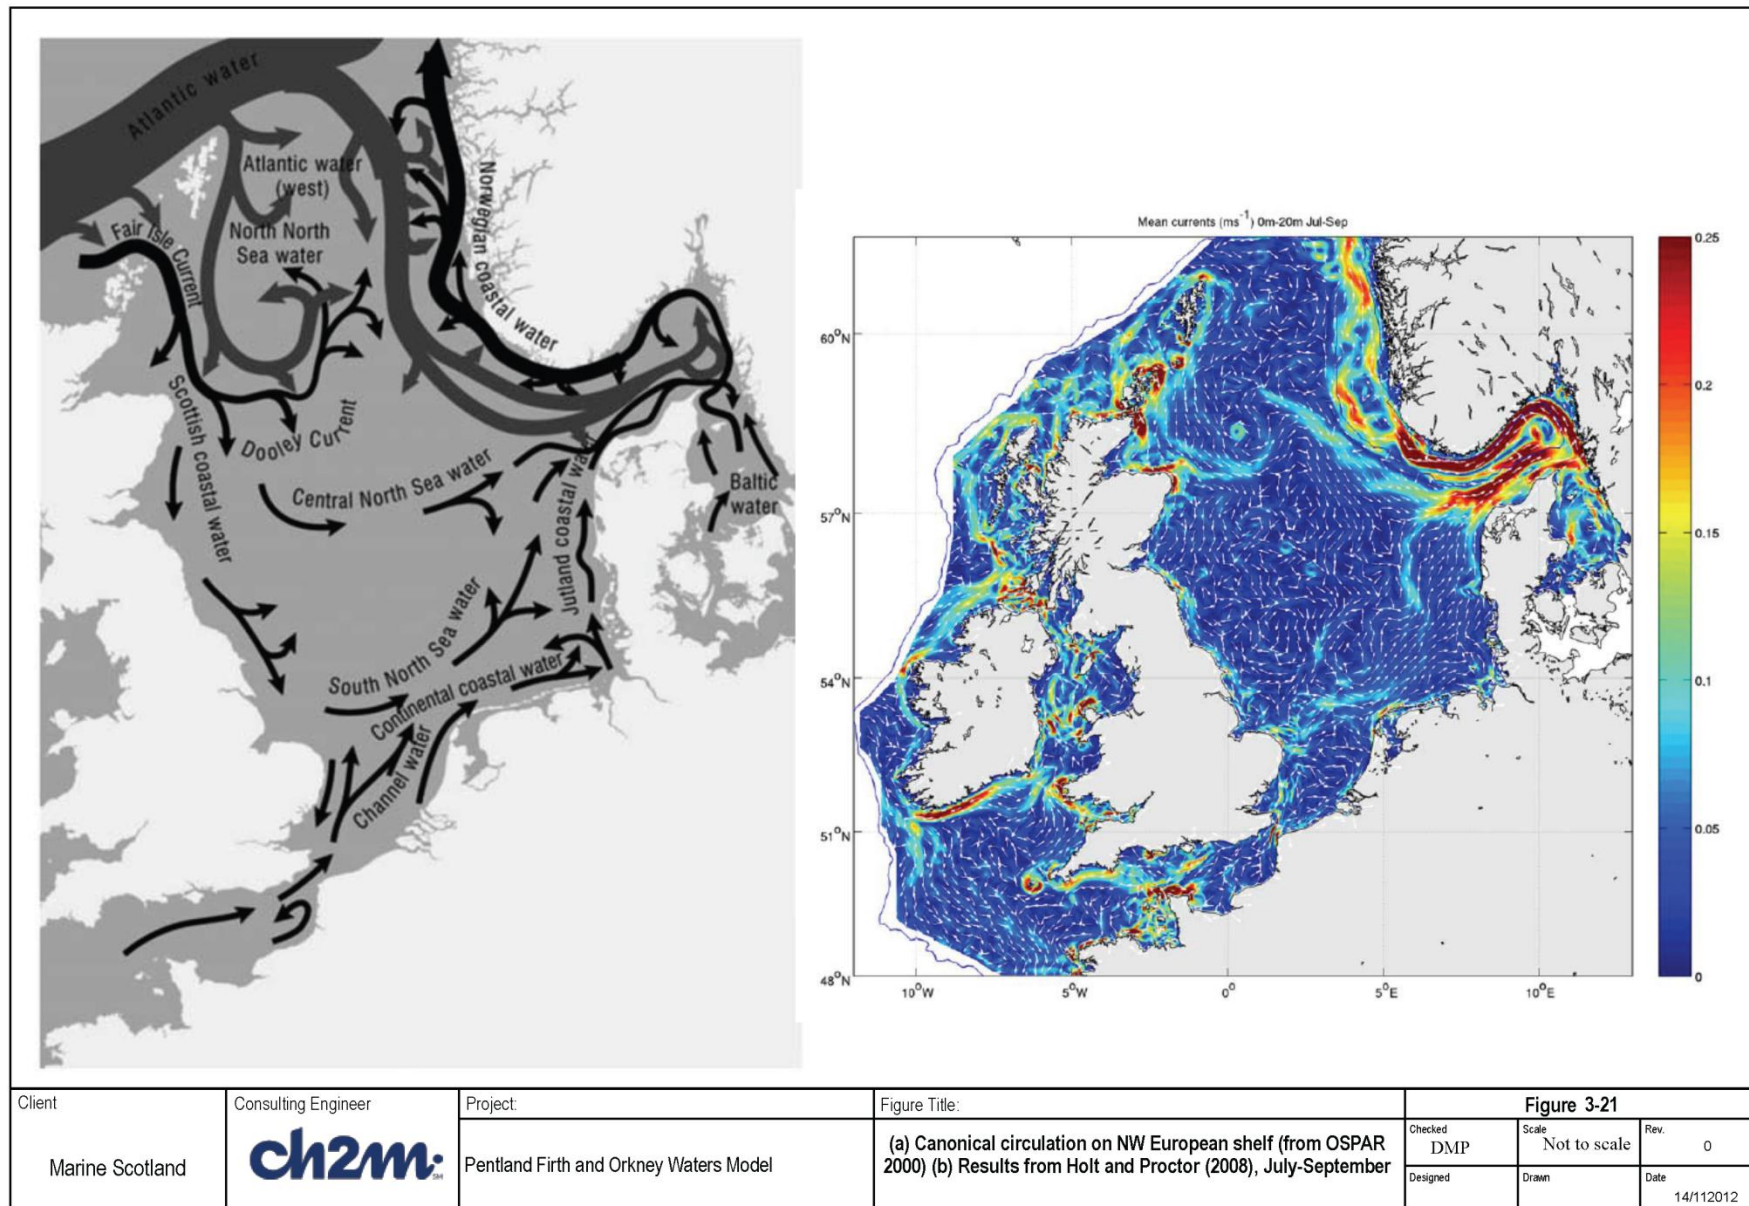 Atlantic water
Atlantic water
(west)
Fair Isle Current
North North
Sea water
Norwegian coastal water
Scottish coastal water
Dooley Current
Central North Sea water
Jutland coastal water
Baltic
water
South North Sea water
Continental coastal water
Channel water
Mean currents (ms⁻¹) 0m-20m Jul-Sep
60°N
57°N
54°N
51°N
48°N
10°W
5°W
0°
5°E
10°E
0.25
0.2
0.15
0.1
0.05
0
Client
Marine Scotland
Consulting Engineer
ch2m:
SM
Project:
Pentland Firth and Orkney Waters Model
Figure Title:
(a) Canonical circulation on NW European shelf (from OSPAR
2000) (b) Results from Holt and Proctor (2008), July-September
Figure 3-21
Checked
DMP
Scale
Not to scale
Rev.
0
Designed
Drawn
Date
14/112012